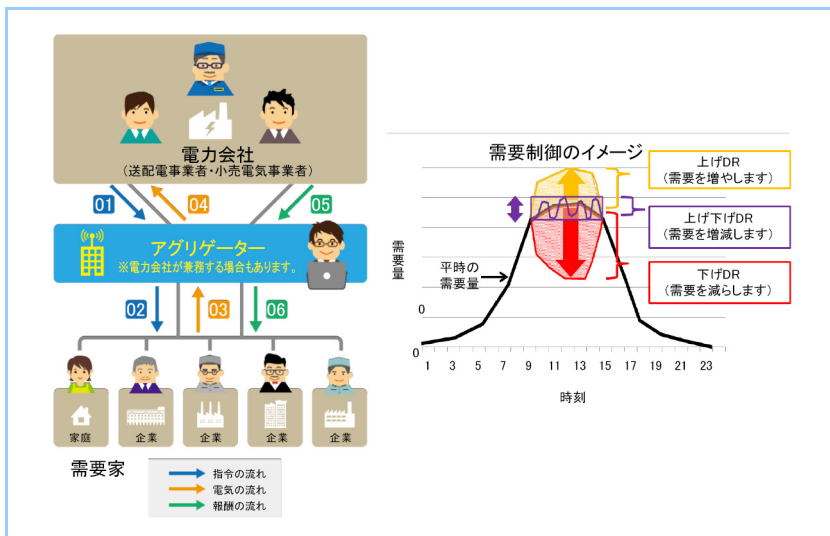 電力会社
(送配電事業者・小売電気事業者)
01
04
05
アグリゲーター
※電力会社が兼務する場合もあります。
02
03
06
家庭
企業
企業
企業
企業
需要家
指令の流れ
電気の流れ
報酬の流れ
需要制御のイメージ
上げDR
(需要を増やします)
上げ下げDR
(需要を増減します)
下げDR
(需要を減らします)
需要量
平時の
需要量
0
0
1 3 5 7 9 11 13 15 17 19 21 23
時刻